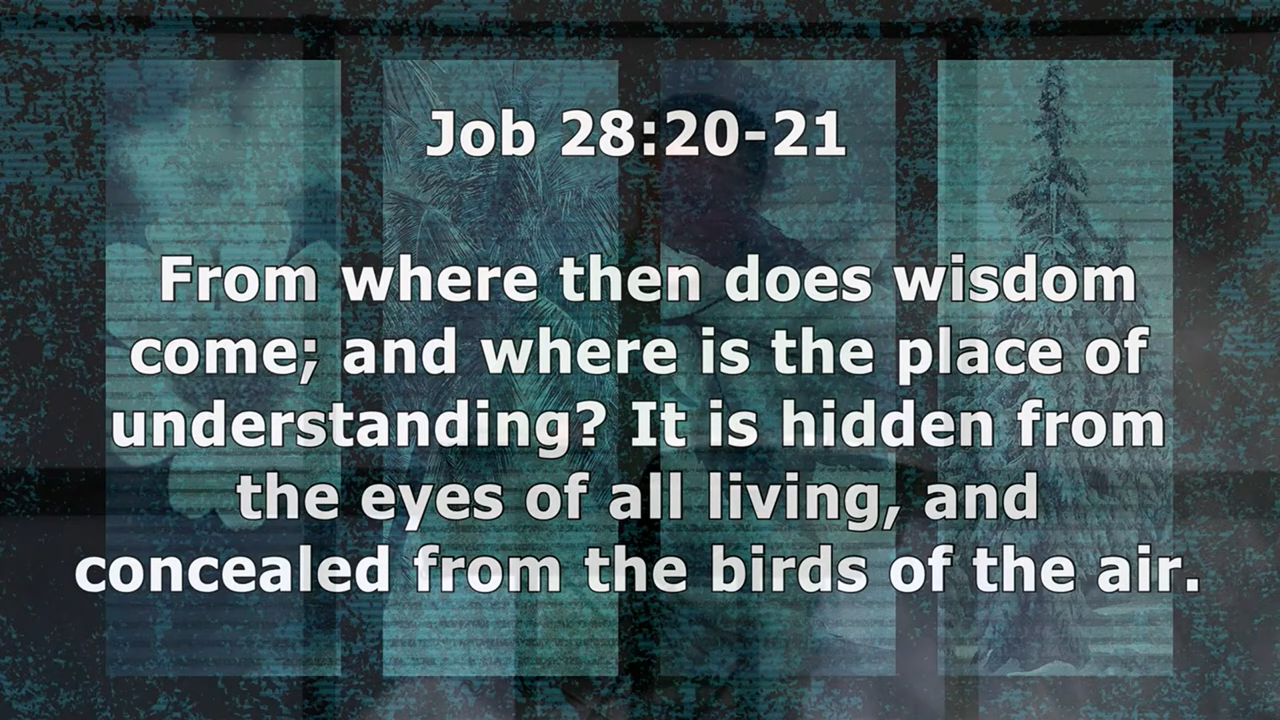 Job 28:20-21
From where then does wisdom
come; and where is the place of
understanding? It is hidden from
the eyes of all living, and
concealed from the birds of the air.